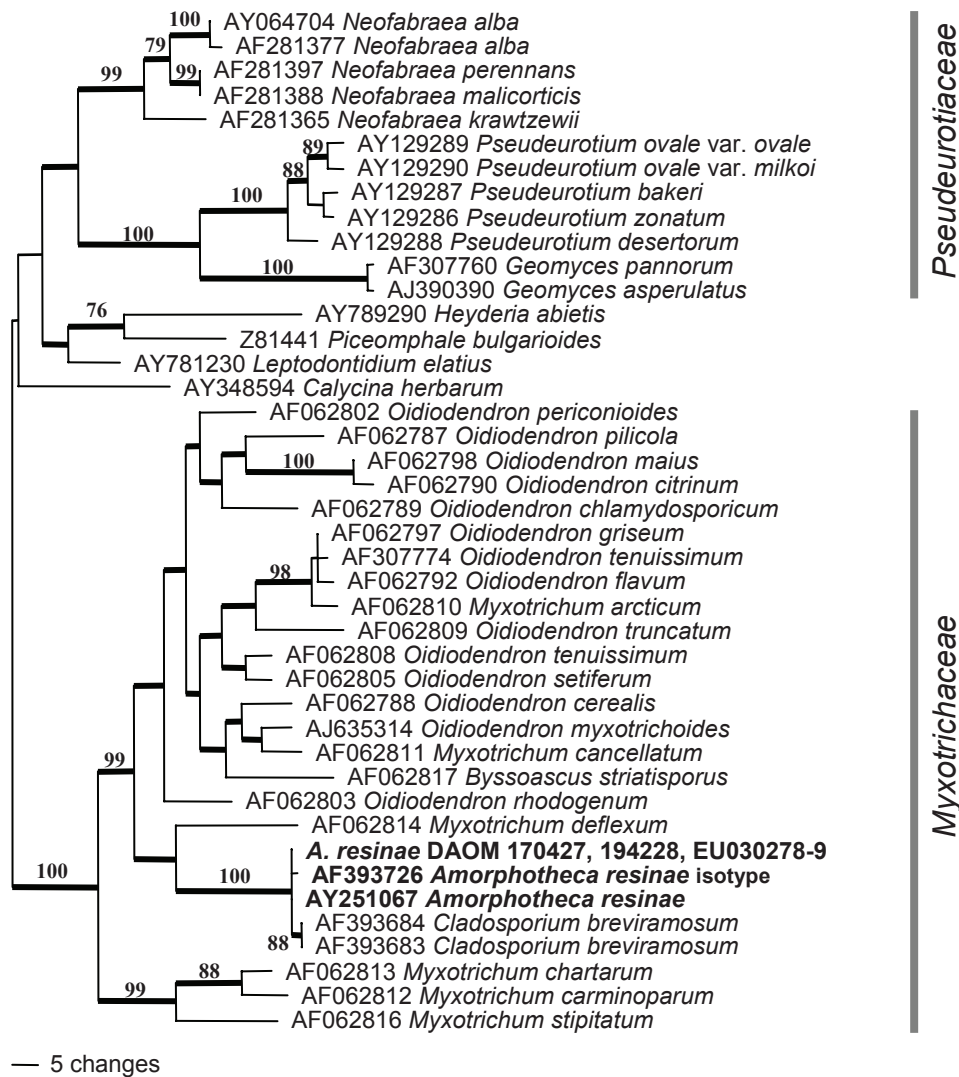 100 AY064704 Neofabraea alba
AF281377 Neofabraea alba
79
99 AF281397 Neofabraea perennans
99
AF281388 Neofabraea malicorticis
AF281365 Neofabraea krawtzewii
89 AY129289 Pseudeurotium ovale var. ovale
88 AY129290 Pseudeurotium ovale var. milkoi
100 AY129287 Pseudeurotium bakeri
AY129286 Pseudeurotium zonatum
100 AY129288 Pseudeurotium desertorum
100 AF307760 Geomyces pannorum
AJ390390 Geomyces asperulatus
Pseudeurotiaceae
76 AY789290 Heyderia abietis
Z81441 Piceomphale bulgarioides
AY781230 Leptodontidium elatius
AY348594 Calycina herbarum
AF062802 Oidiodendron periconioides
AF062787 Oidiodendron pilicola
100 AF062798 Oidiodendron maius
AF062790 Oidiodendron citrinum
AF062789 Oidiodendron chlamydosporicum
AF062797 Oidiodendron griseum
AF307774 Oidiodendron tenuissimum
98 AF062792 Oidiodendron flavum
AF062810 Myxotrichum arcticum
AF062809 Oidiodendron truncatum
AF062808 Oidiodendron tenuissimum
AF062805 Oidiodendron setiferum
AF062788 Oidiodendron cerealis
AJ635314 Oidiodendron myxotrichoides
AF062811 Myxotrichum cancellatum
99
AF062817 Byssoascus striatisporus
AF062803 Oidiodendron rhodogenum
AF062814 Myxotrichum deflexum
A. resinae DAOM 170427, 194228, EU030278-9
100 100 AF393726 Amorphotheca resinae isotype
AY251067 Amorphotheca resinae
AF393684 Cladosporium breviramosum
88 AF393683 Cladosporium breviramosum
88 AF062813 Myxotrichum chartarum
99 AF062812 Myxotrichum carminoparum
AF062816 Myxotrichum stipitatum
Myxotrichaceae
5 changes